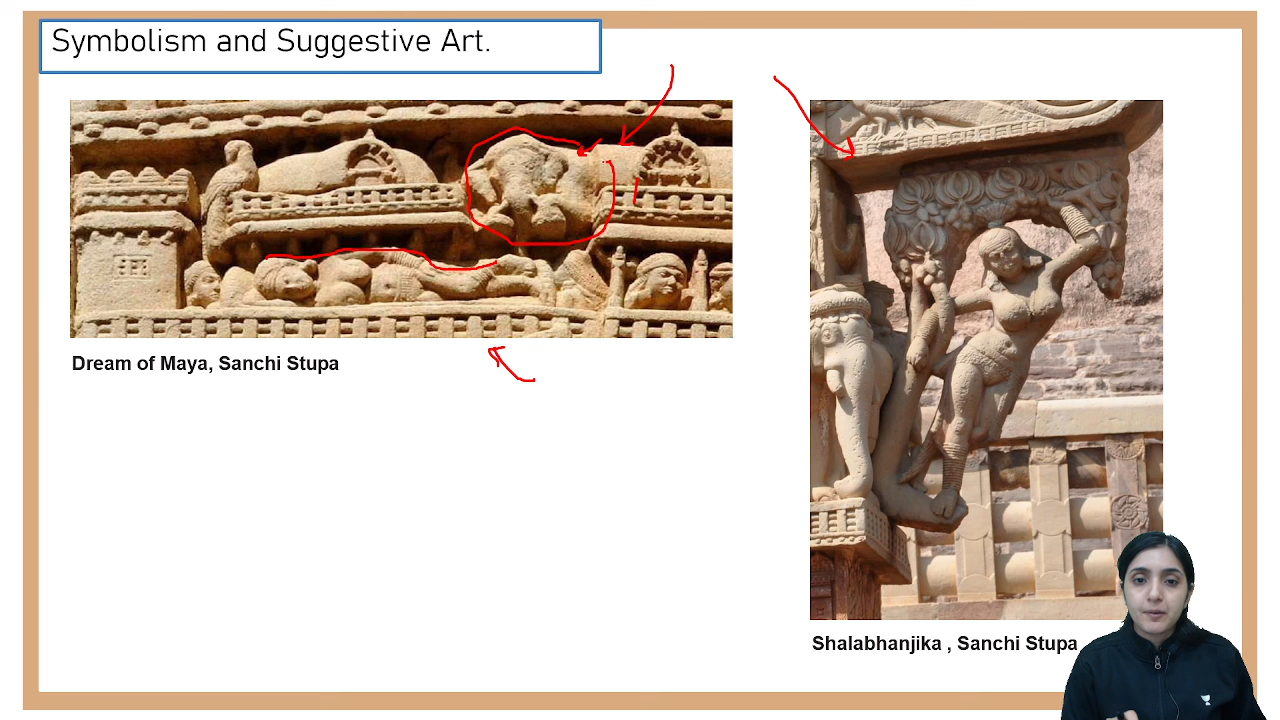 Symbolism and Suggestive Art.
Dream of Maya, Sanchi Stupa
Shalabhanjika , Sanchi Stupa